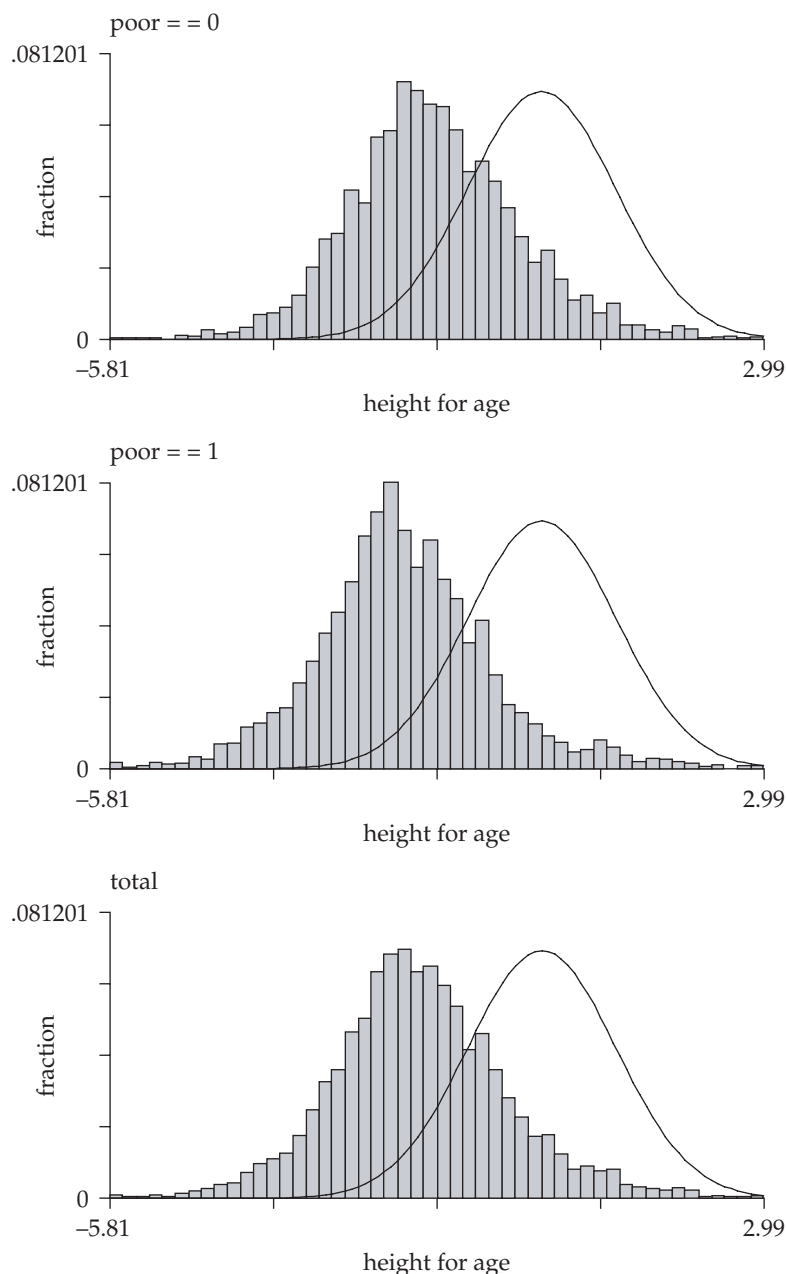 poor = = 0
.081201
fraction
0
–5.81 2.99
height for age
poor = = 1
.081201
fraction
0
–5.81 2.99
height for age
total
.081201
fraction
0
–5.81 2.99
height for age